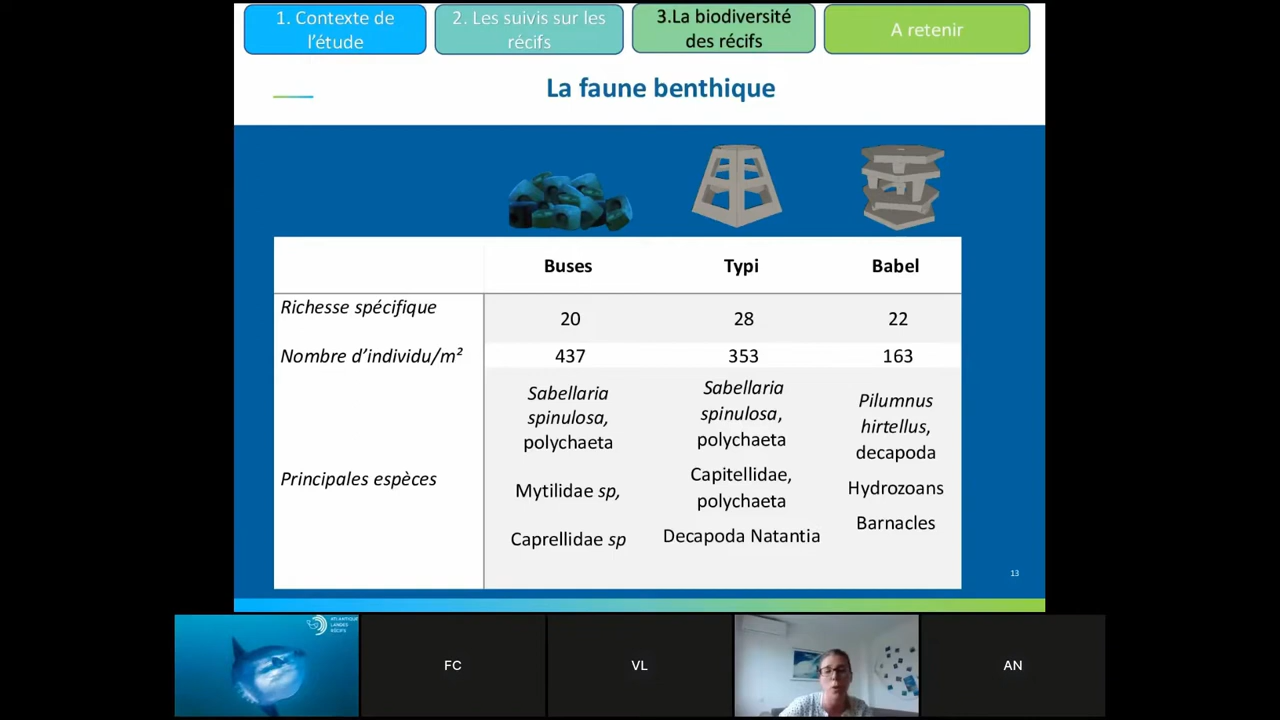 1. Contexte de
l'étude
2. Les suivis sur les
récifs
3.La biodiversité
des récifs
A retenir
La faune benthique
Buses
Typi
Babel
Richesse spécifique
20
28
22
Nombre d'individu/m²
437
353
163
Principales espèces
Sabellaria
spinulosa,
polychaeta
Mytilidae sp,
Caprellidae sp
Sabellaria
spinulosa,
polychaeta
Capitellidae,
polychaeta
Decapoda Natantia
Pilumnus
hirtellus,
decapoda
Hydrozoans
Barnacles
13
ATLANTIQUE
LANDES
RÉCIFS
FC
VL
AN